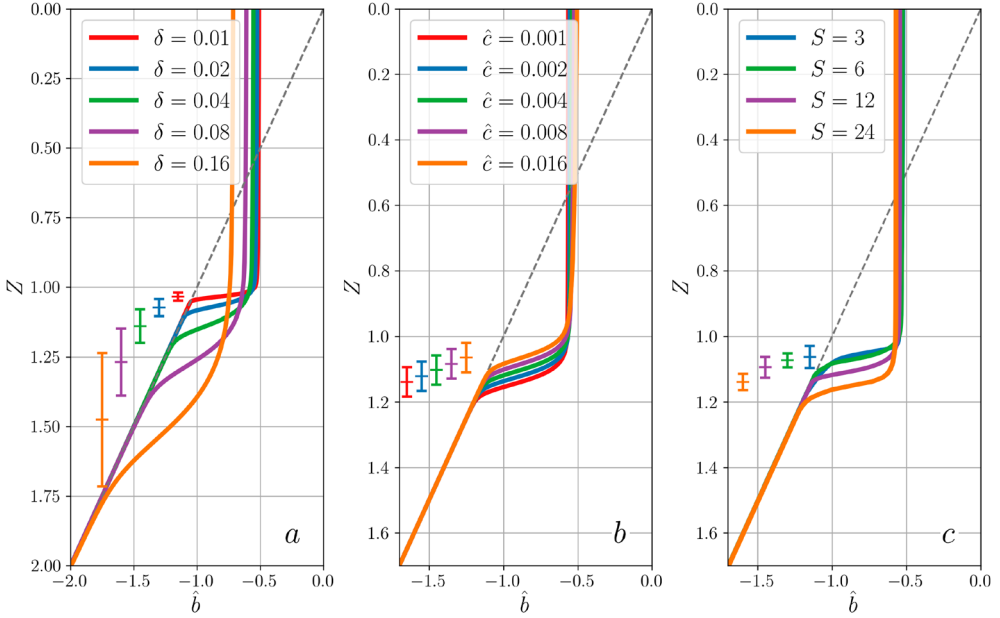 0.00
0.25
0.50
0.75
1.00
1.25
1.50
1.75
2.00
Z
δ = 0.01
δ = 0.02
δ = 0.04
δ = 0.08
δ = 0.16
a
−2.0 −1.5 −1.0 −0.5 0.0
b̂
0.0
0.2
0.4
0.6
0.8
1.0
1.2
1.4
1.6
Z
ĉ = 0.001
ĉ = 0.002
ĉ = 0.004
ĉ = 0.008
ĉ = 0.016
b
−1.5 −1.0 −0.5 0.0
b̂
0.0
0.2
0.4
0.6
0.8
1.0
1.2
1.4
1.6
Z
S = 3
S = 6
S = 12
S = 24
c
−1.5 −1.0 −0.5 0.0
b̂